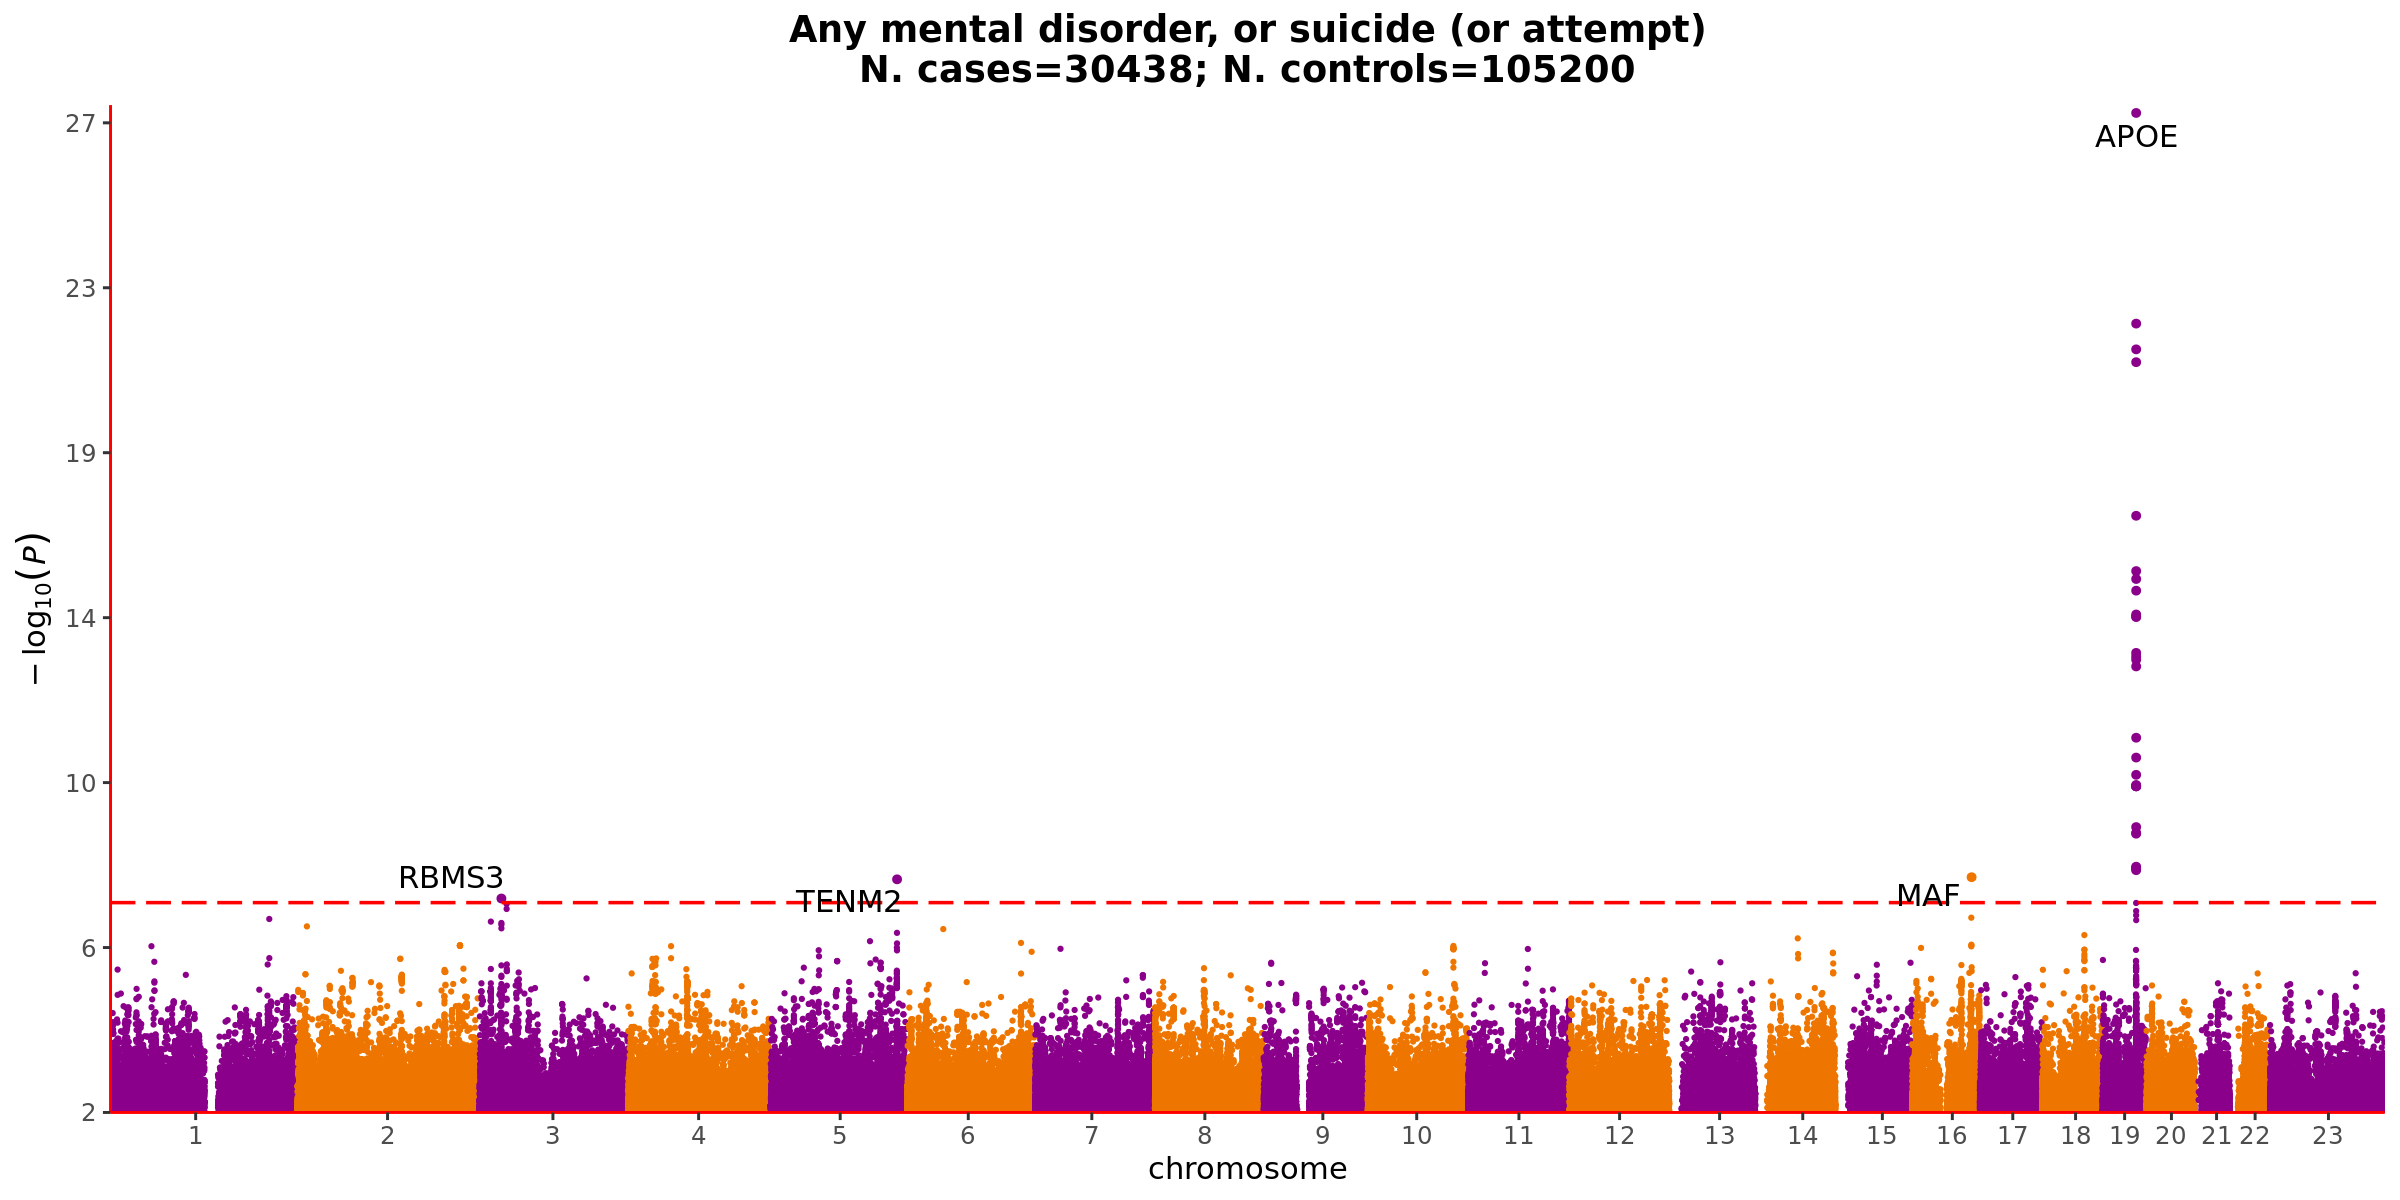 Any mental disorder, or suicide (or attempt)
N. cases=30438; N. controls=105200
27
APOE
23
19
− log10(P)
14
10
RBMS3
TENM2
MAF
6
2
1 2 3 4 5 6 7 8 9 10 11 12 13 14 15 16 17 18 19 20 21 22 23
chromosome